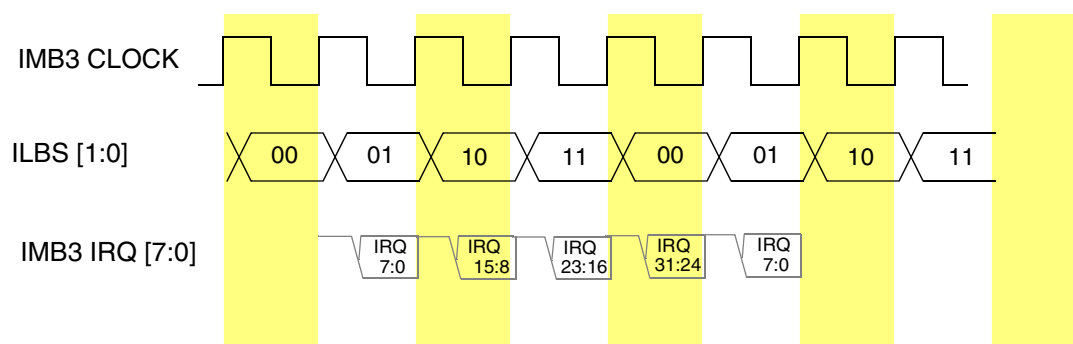 IMB3 CLOCK
ILBS [1:0]
00 01 10 11 00 01 10 11
IMB3 IRQ [7:0]
IRQ
7:0
IRQ
15:8
IRQ
23:16
IRQ
31:24
IRQ
7:0